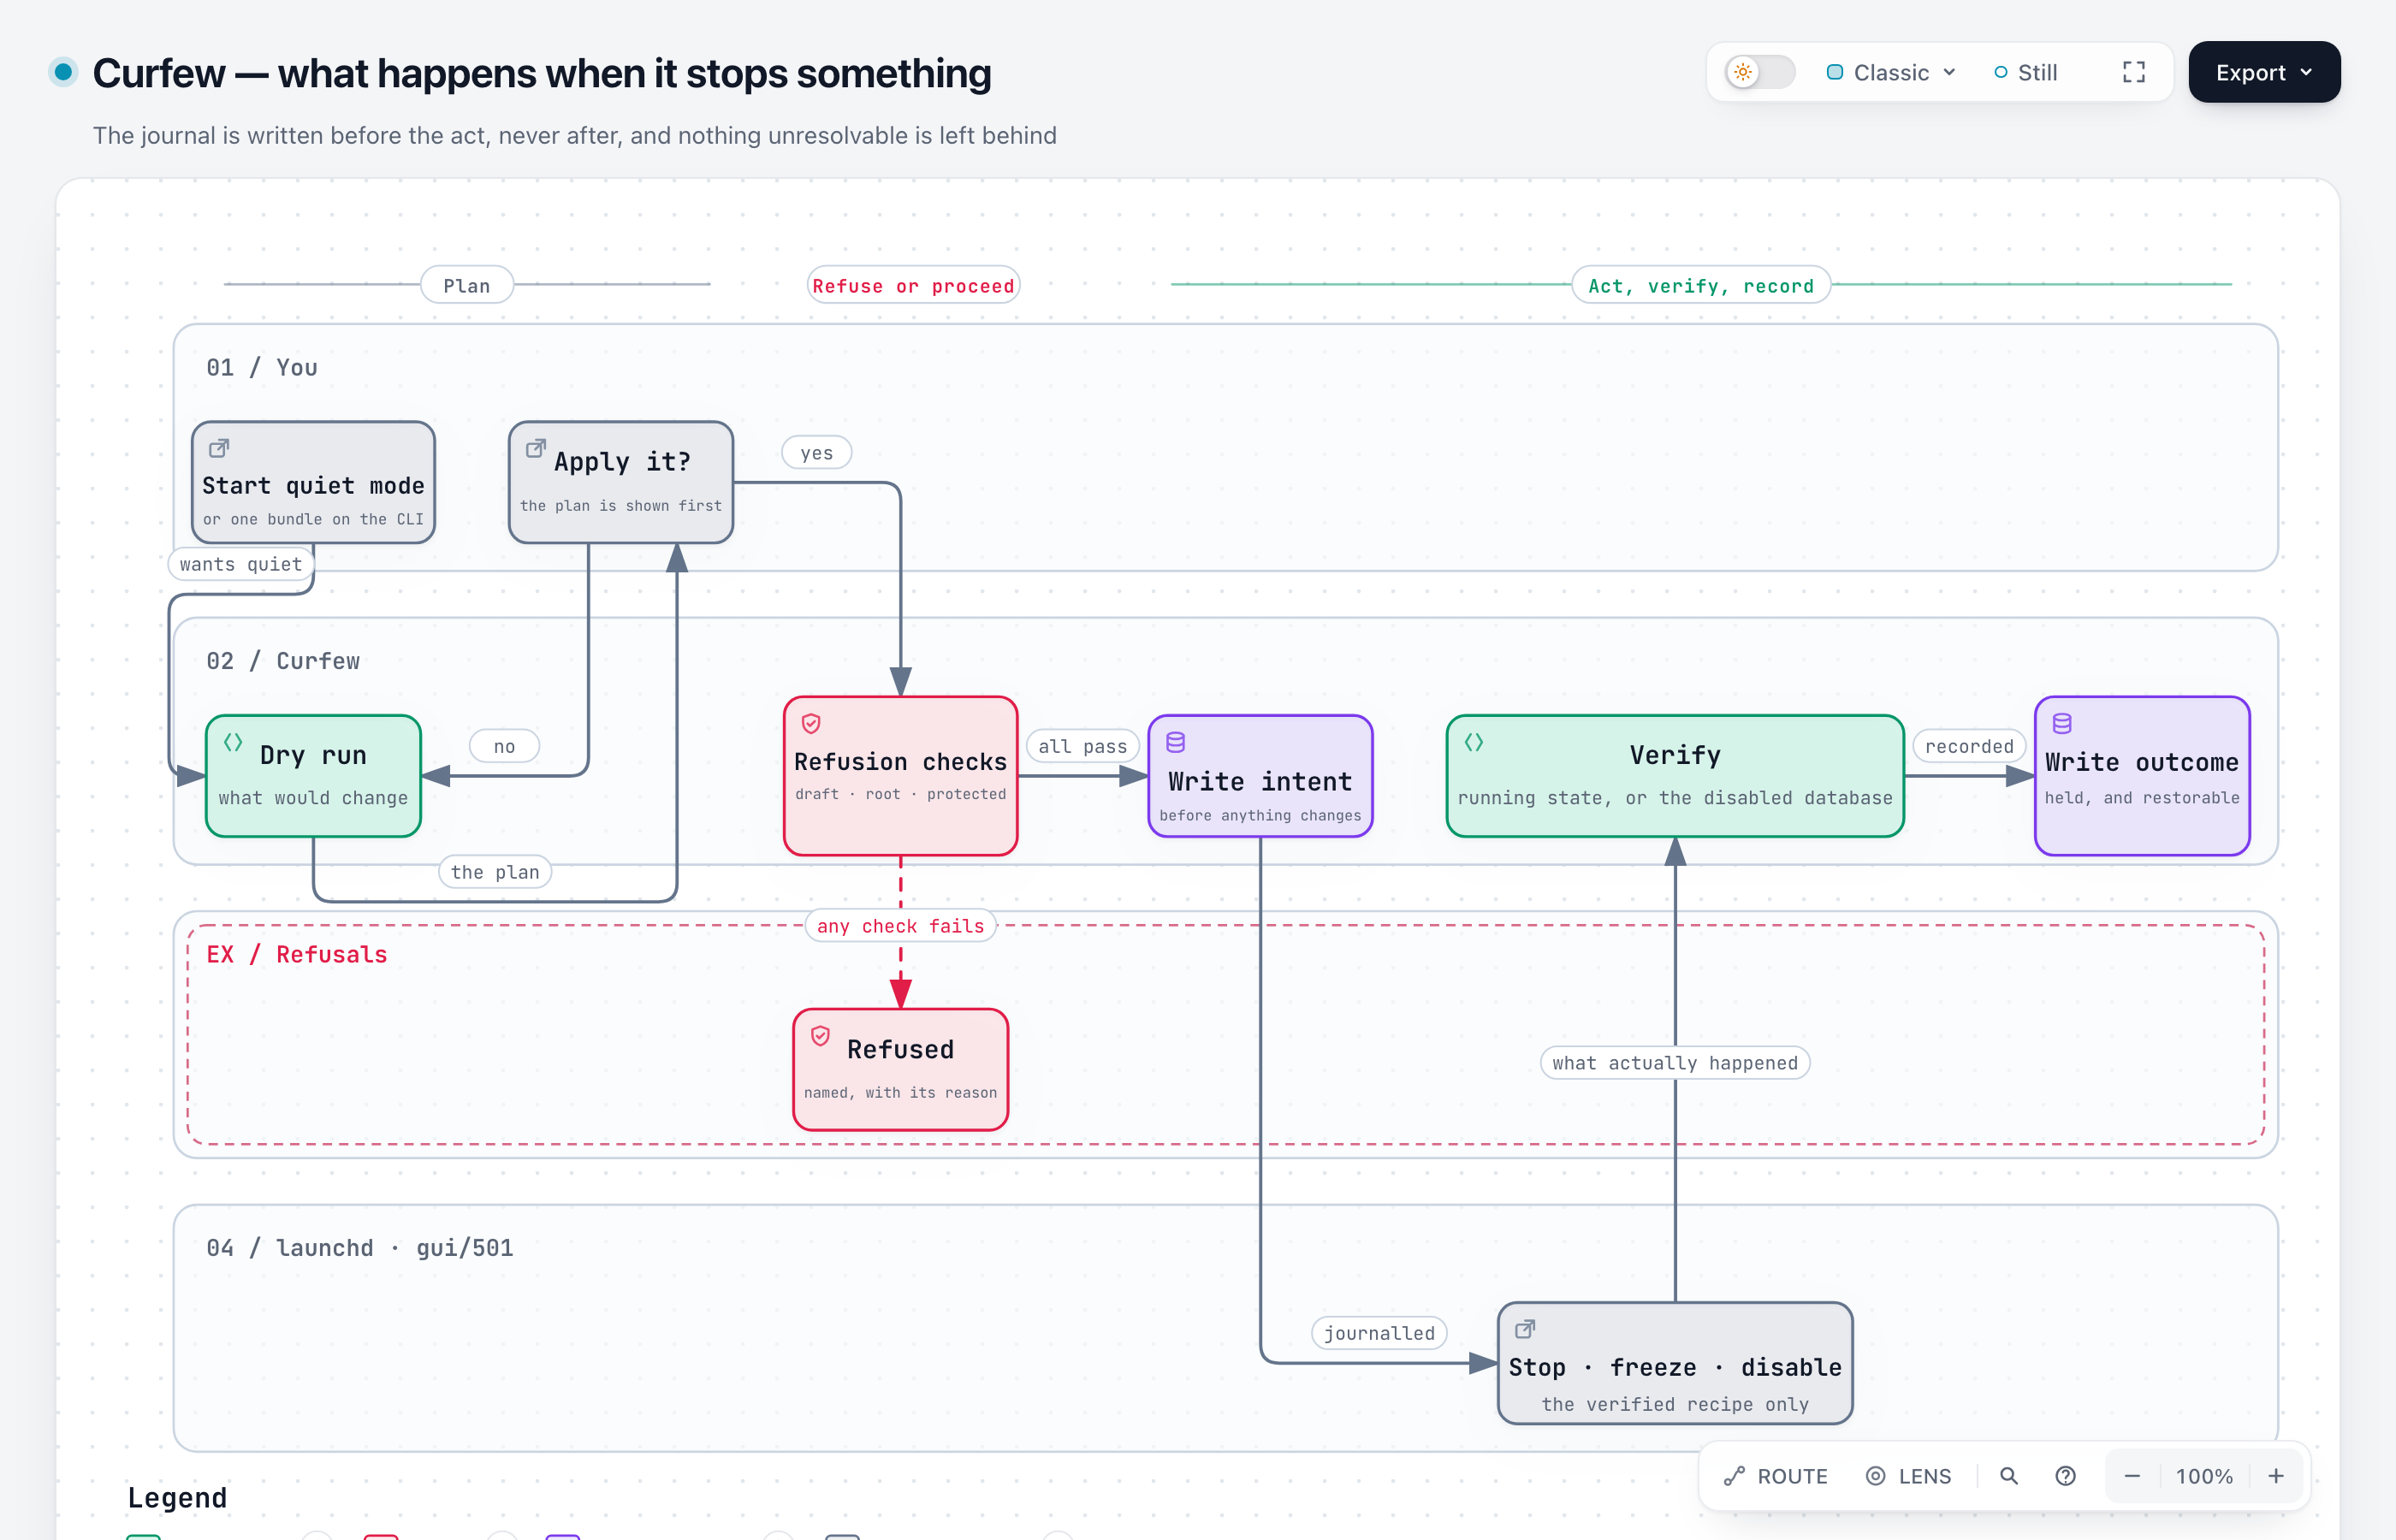 Curfew — what happens when it stops something
Classic
Still
Export
The journal is written before the act, never after, and nothing unresolvable is left behind
Plan
Refuse or proceed
Act, verify, record
01 / You
Start quiet mode
or one bundle on the CLI
Apply it?
the plan is shown first
yes
wants quiet
02 / Curfew
Dry run
what would change
no
Refusion checks
draft · root · protected
all pass
Write intent
before anything changes
Verify
running state, or the disabled database
recorded
Write outcome
held, and restorable
the plan
any check fails
EX / Refusals
Refused
named, with its reason
what actually happened
04 / launchd · gui/501
journalled
Stop · freeze · disable
the verified recipe only
Legend
ROUTE
LENS
100%